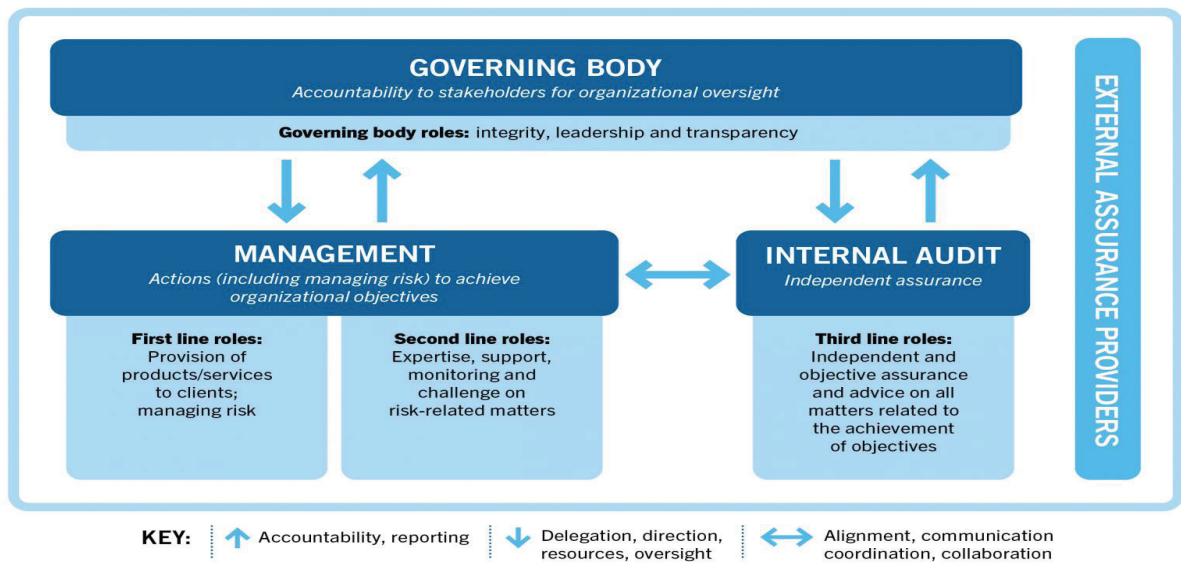 GOVERNING BODY
Accountability to stakeholders for organizational oversight
Governing body roles: integrity, leadership and transparency
MANAGEMENT
Actions (including managing risk) to achieve
organizational objectives
First line roles:
Provision of
products/services
to clients;
managing risk
Second line roles:
Expertise, support,
monitoring and
challenge on
risk-related matters
INTERNAL AUDIT
Independent assurance
Third line roles:
Independent and
objective assurance
and advice on all
matters related to
the achievement
of objectives
EXTERNAL ASSURANCE PROVIDERS
KEY:
Accountability, reporting
Delegation, direction,
resources, oversight
Alignment, communication
coordination, collaboration